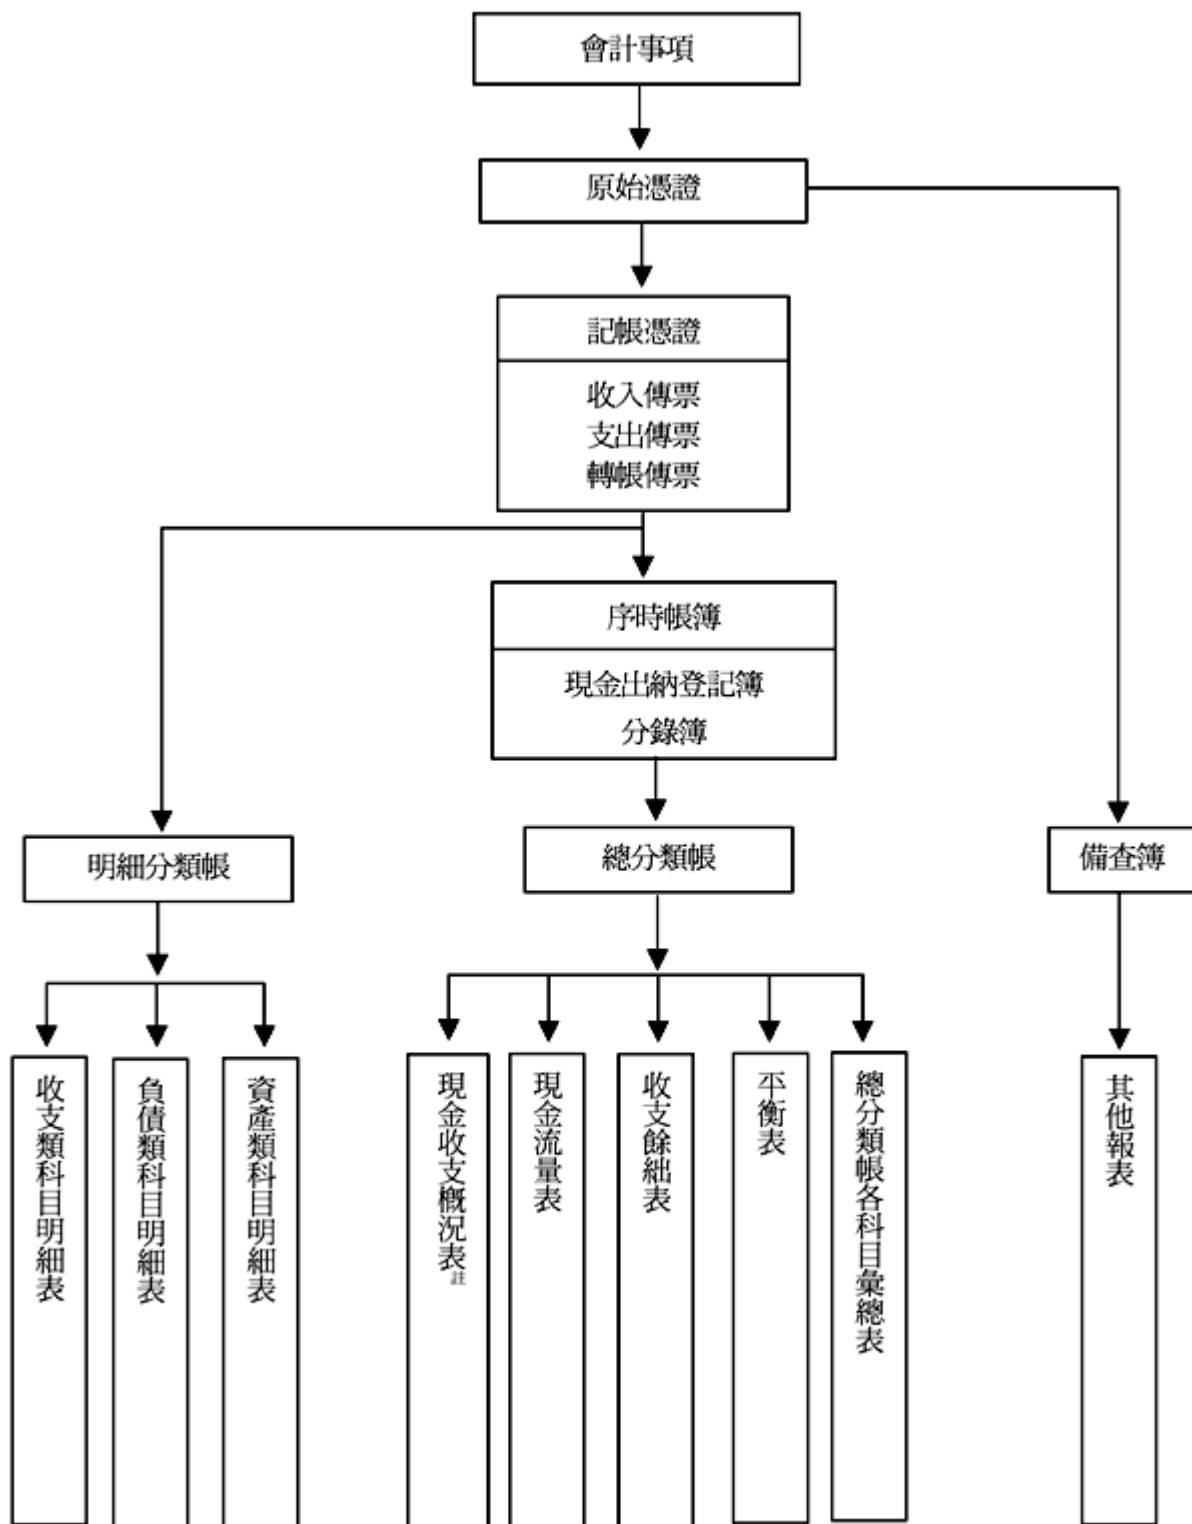 會計事項
原始憑證
記帳憑證
收入傳票
支出傳票
轉帳傳票
序時帳簿
現金出納登記簿
分錄簿
明細分類帳
總分類帳
備查簿
收支類科目明細表
負債類科目明細表
資產類科目明細表
現金收支概況表註
現金流量表
收支餘絀表
平衡表
總分類帳各科目彙總表
其他報表